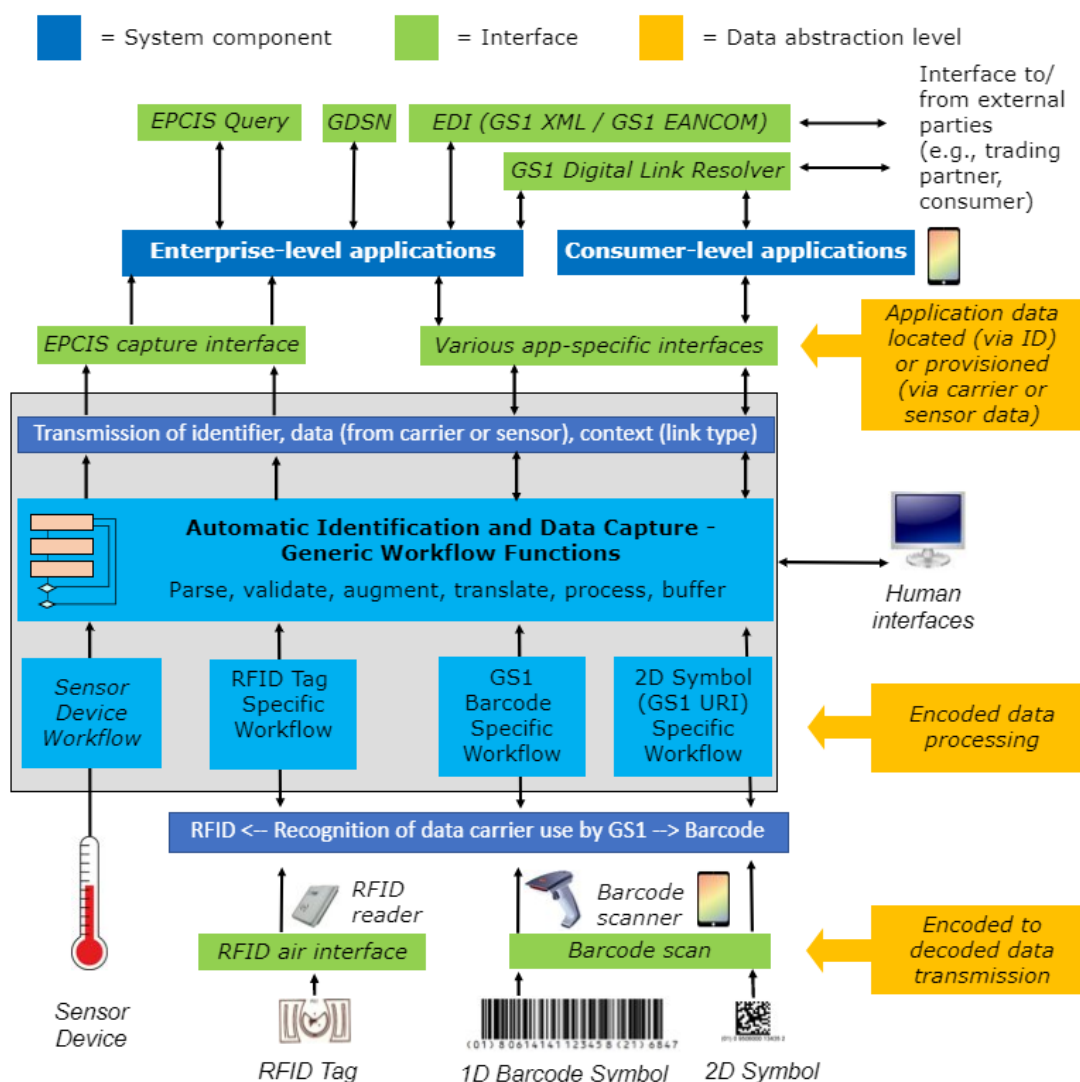 = System component
= Interface
= Data abstraction level
Interface to/
from external
parties
(e.g., trading
partner,
consumer)
EPCIS Query
GDSN
EDI (GS1 XML / GS1 EANCOM)
GS1 Digital Link Resolver
Enterprise-level applications
Consumer-level applications
EPCIS capture interface
Various app-specific interfaces
Application data
located (via ID)
or provisioned
(via carrier or
sensor data)
Transmission of identifier, data (from carrier or sensor), context (link type)
Automatic Identification and Data Capture -
Generic Workflow Functions
Parse, validate, augment, translate, process, buffer
Human
interfaces
Sensor
Device
Workflow
RFID Tag
Specific
Workflow
GS1
Barcode
Specific
Workflow
2D Symbol
(GS1 URI)
Specific
Workflow
Encoded data
processing
RFID <-- Recognition of data carrier use by GS1 --> Barcode
RFID
reader
Barcode
scanner
RFID air interface
Barcode scan
Encoded to
decoded data
transmission
Sensor
Device
RFID Tag
(01) 80614141123458 (21) 6847
1D Barcode Symbol
2D Symbol